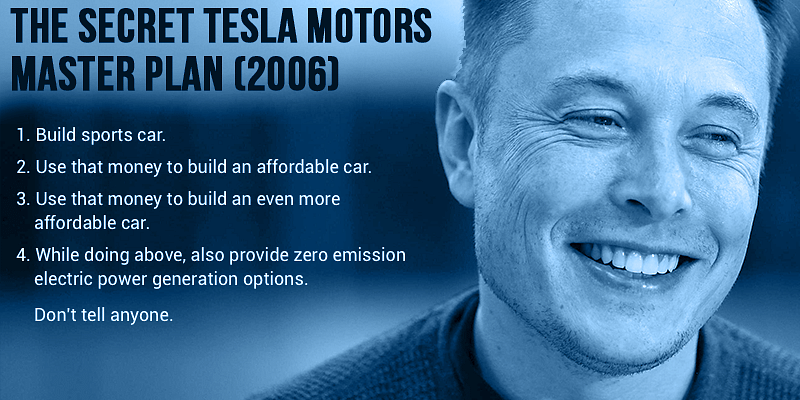 THE SECRET TESLA MOTORS
MASTER PLAN (2006)
1. Build sports car.
2. Use that money to build an affordable car.
3. Use that money to build an even more
affordable car.
4. While doing above, also provide zero emission
electric power generation options.
Don't tell anyone.